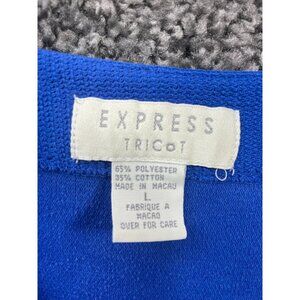 EXPRESS
TRICOT
65% POLYESTER
35% COTTON
MADE IN MACAU
L
FABRIQUE A
MACAO
OVER FOR CARE